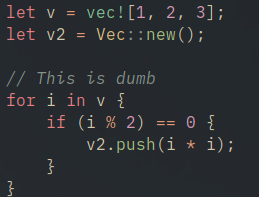 let v = vec![1, 2, 3];
let v2 = Vec::new();

// This is dumb
for i in v {
    if (i % 2) == 0 {
        v2.push(i * i);
    }
}